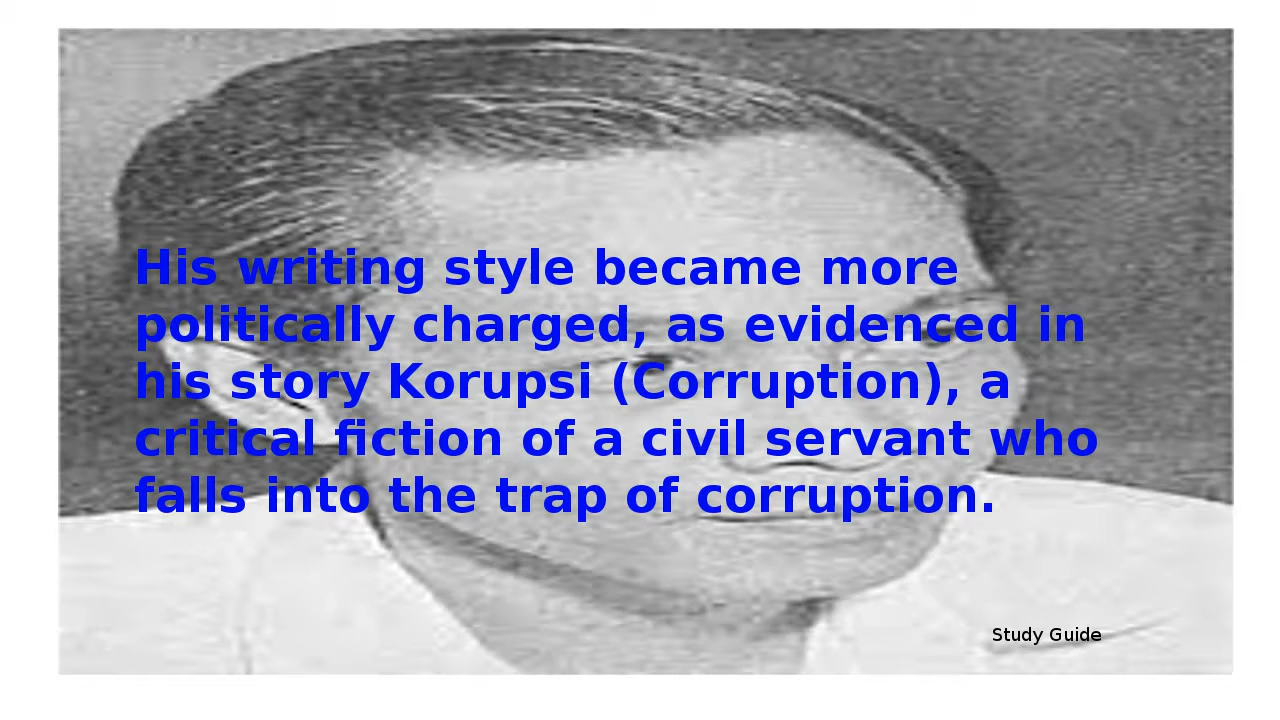 His writing style became more
politically charged, as evidenced in
his story Korupsi (Corruption), a
critical fiction of a civil servant who
falls into the trap of corruption.
Study Guide